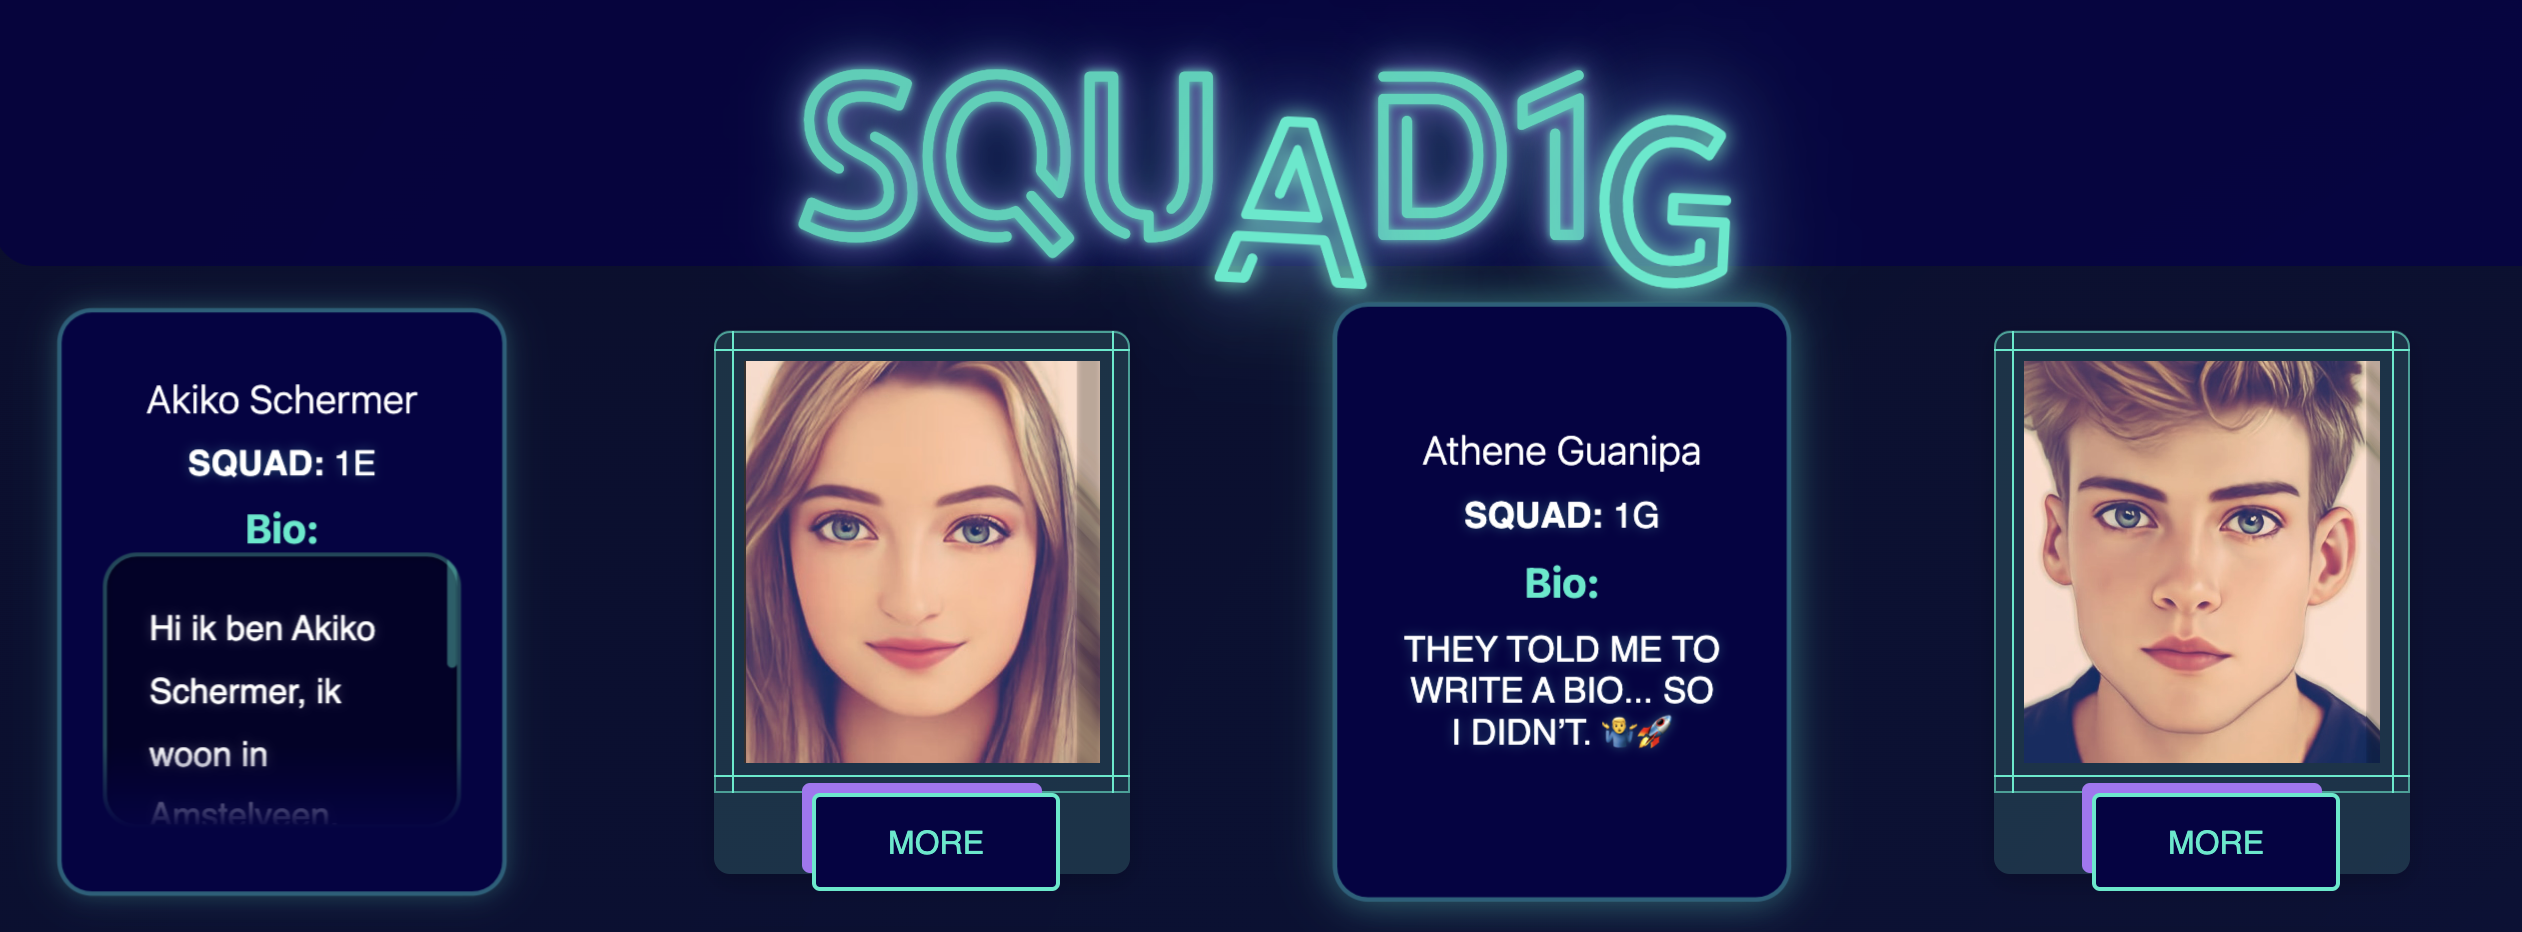 SQUAD1G
Akiko Schermer
SQUAD: 1E
Bio:
Hi ik ben Akiko
Schermer, ik
woon in
Amstelveen.
MORE
Athene Guanipa
SQUAD: 1G
Bio:
THEY TOLD ME TO
WRITE A BIO... SO
I DIDN’T. 🤷‍♂️🚀
MORE